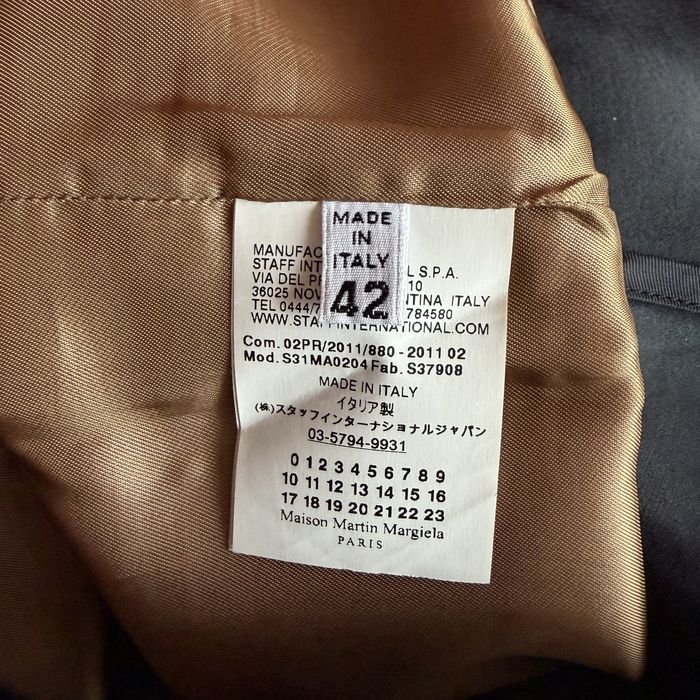 MADE
IN
ITALY
42
MANUFAC
STAFF INT L S.P.A.
VIA DEL P 10
36025 NOV NTINA ITALY
TEL 0444/7 784580
WWW.STAFFINTERNATIONAL.COM
Com. 02PR/2011/880 - 2011 02
Mod. S31MA0204 Fab. S37908
MADE IN ITALY
イタリア製
(株)スタッフインターナショナルジャパン
03-5794-9931
0 1 2 3 4 5 6 7 8 9
10 11 12 13 14 15 16
17 18 19 20 21 22 23
Maison Martin Margiela
PARIS